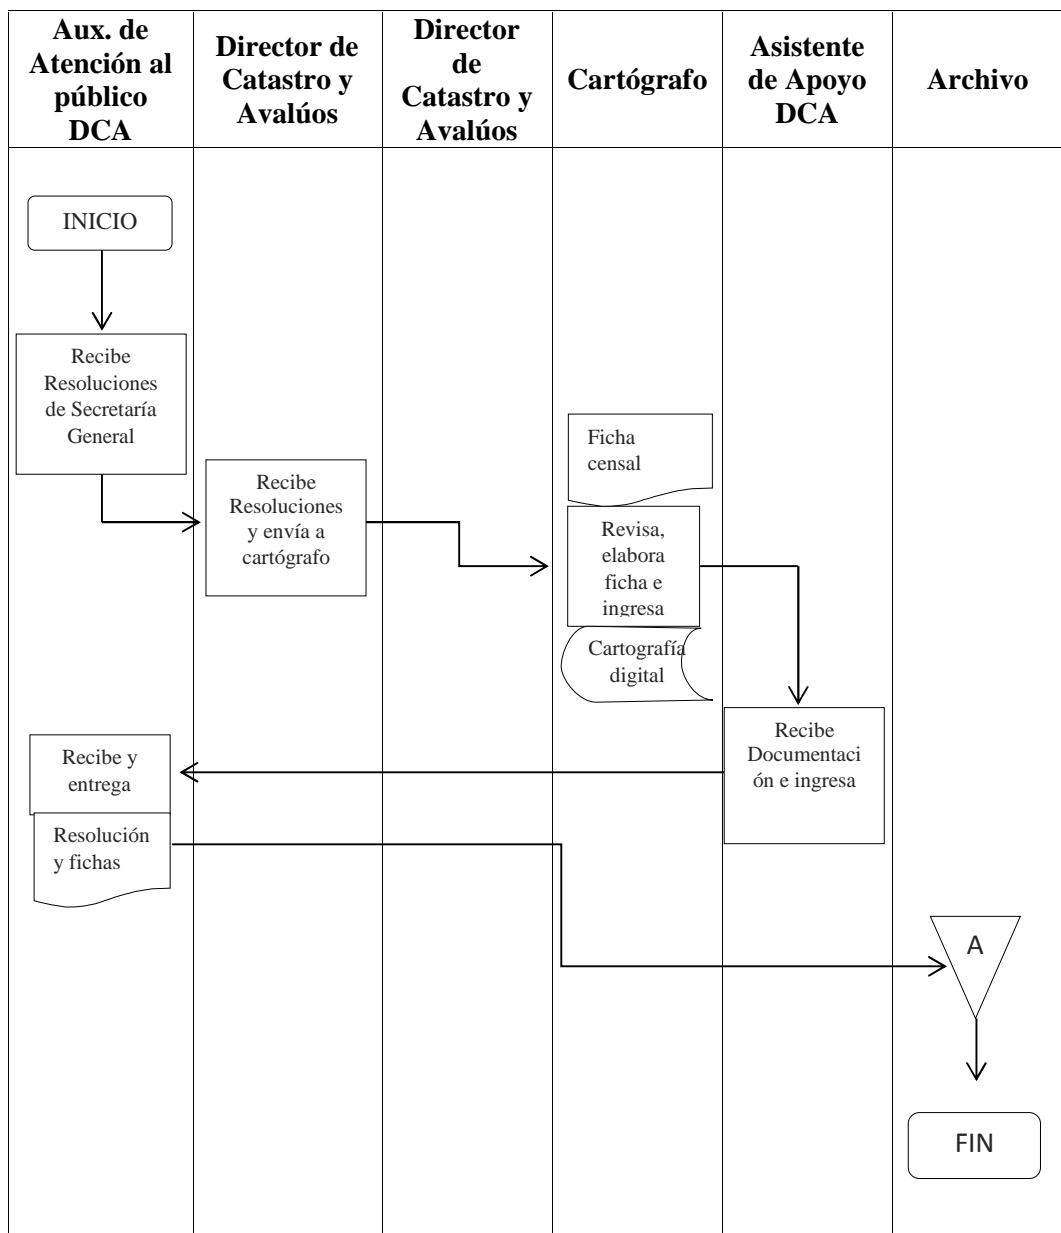 Aux. de
Atención al
público
DCA
Director de
Catastro y
Avalúos
Director
de
Catastro y
Avalúos
Cartógrafo
Asistente
de Apoyo
DCA
Archivo
INICIO
Recibe
Resoluciones
de Secretaría
General
Recibe
Resoluciones
y envía a
cartógrafo
Ficha
censal
Revisa,
elabora
ficha e
ingresa
Cartografía
digital
Recibe
Documentaci
ón e ingresa
Recibe y
entrega
Resolución
y fichas
A
FIN